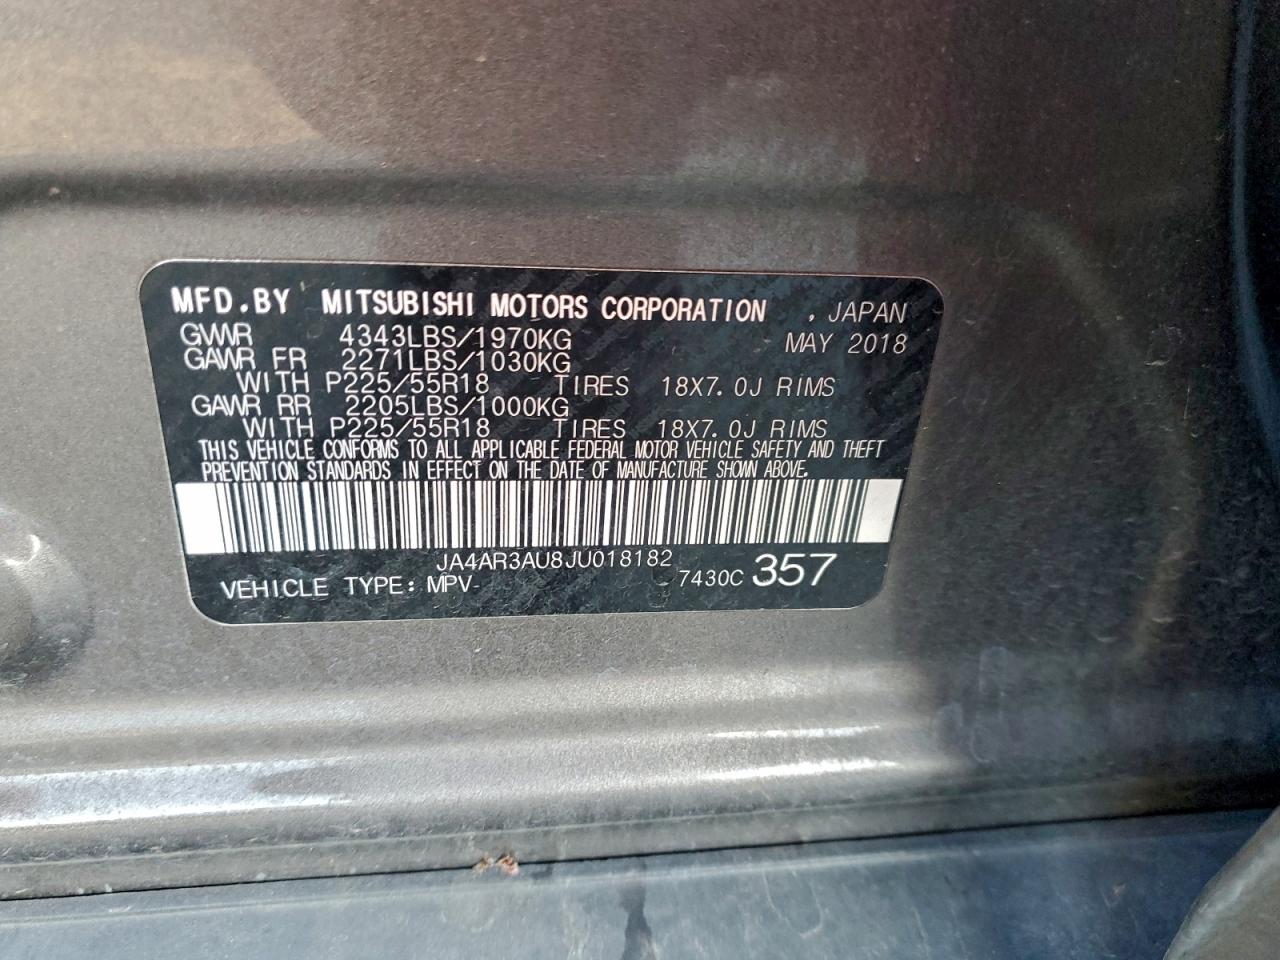 MFD. BY MITSUBISHI MOTORS CORPORATION , JAPAN
GVWR 4343LBS/1970KG MAY 2018
GAWR FR 2271LBS/1030KG
WITH P225/55R18 TIRES 18X7.0J RIMS
GAWR RR 2205LBS/1000KG
WITH P225/55R18 TIRES 18X7.0J RIMS
THIS VEHICLE CONFORMS TO ALL APPLICABLE FEDERAL MOTOR VEHICLE SAFETY AND THEFT
PREVENTION STANDARDS IN EFFECT ON THE DATE OF MANUFACTURE SHOWN ABOVE.
JA4AR3AU8JU018182
VEHICLE TYPE: MPV 7430C 357